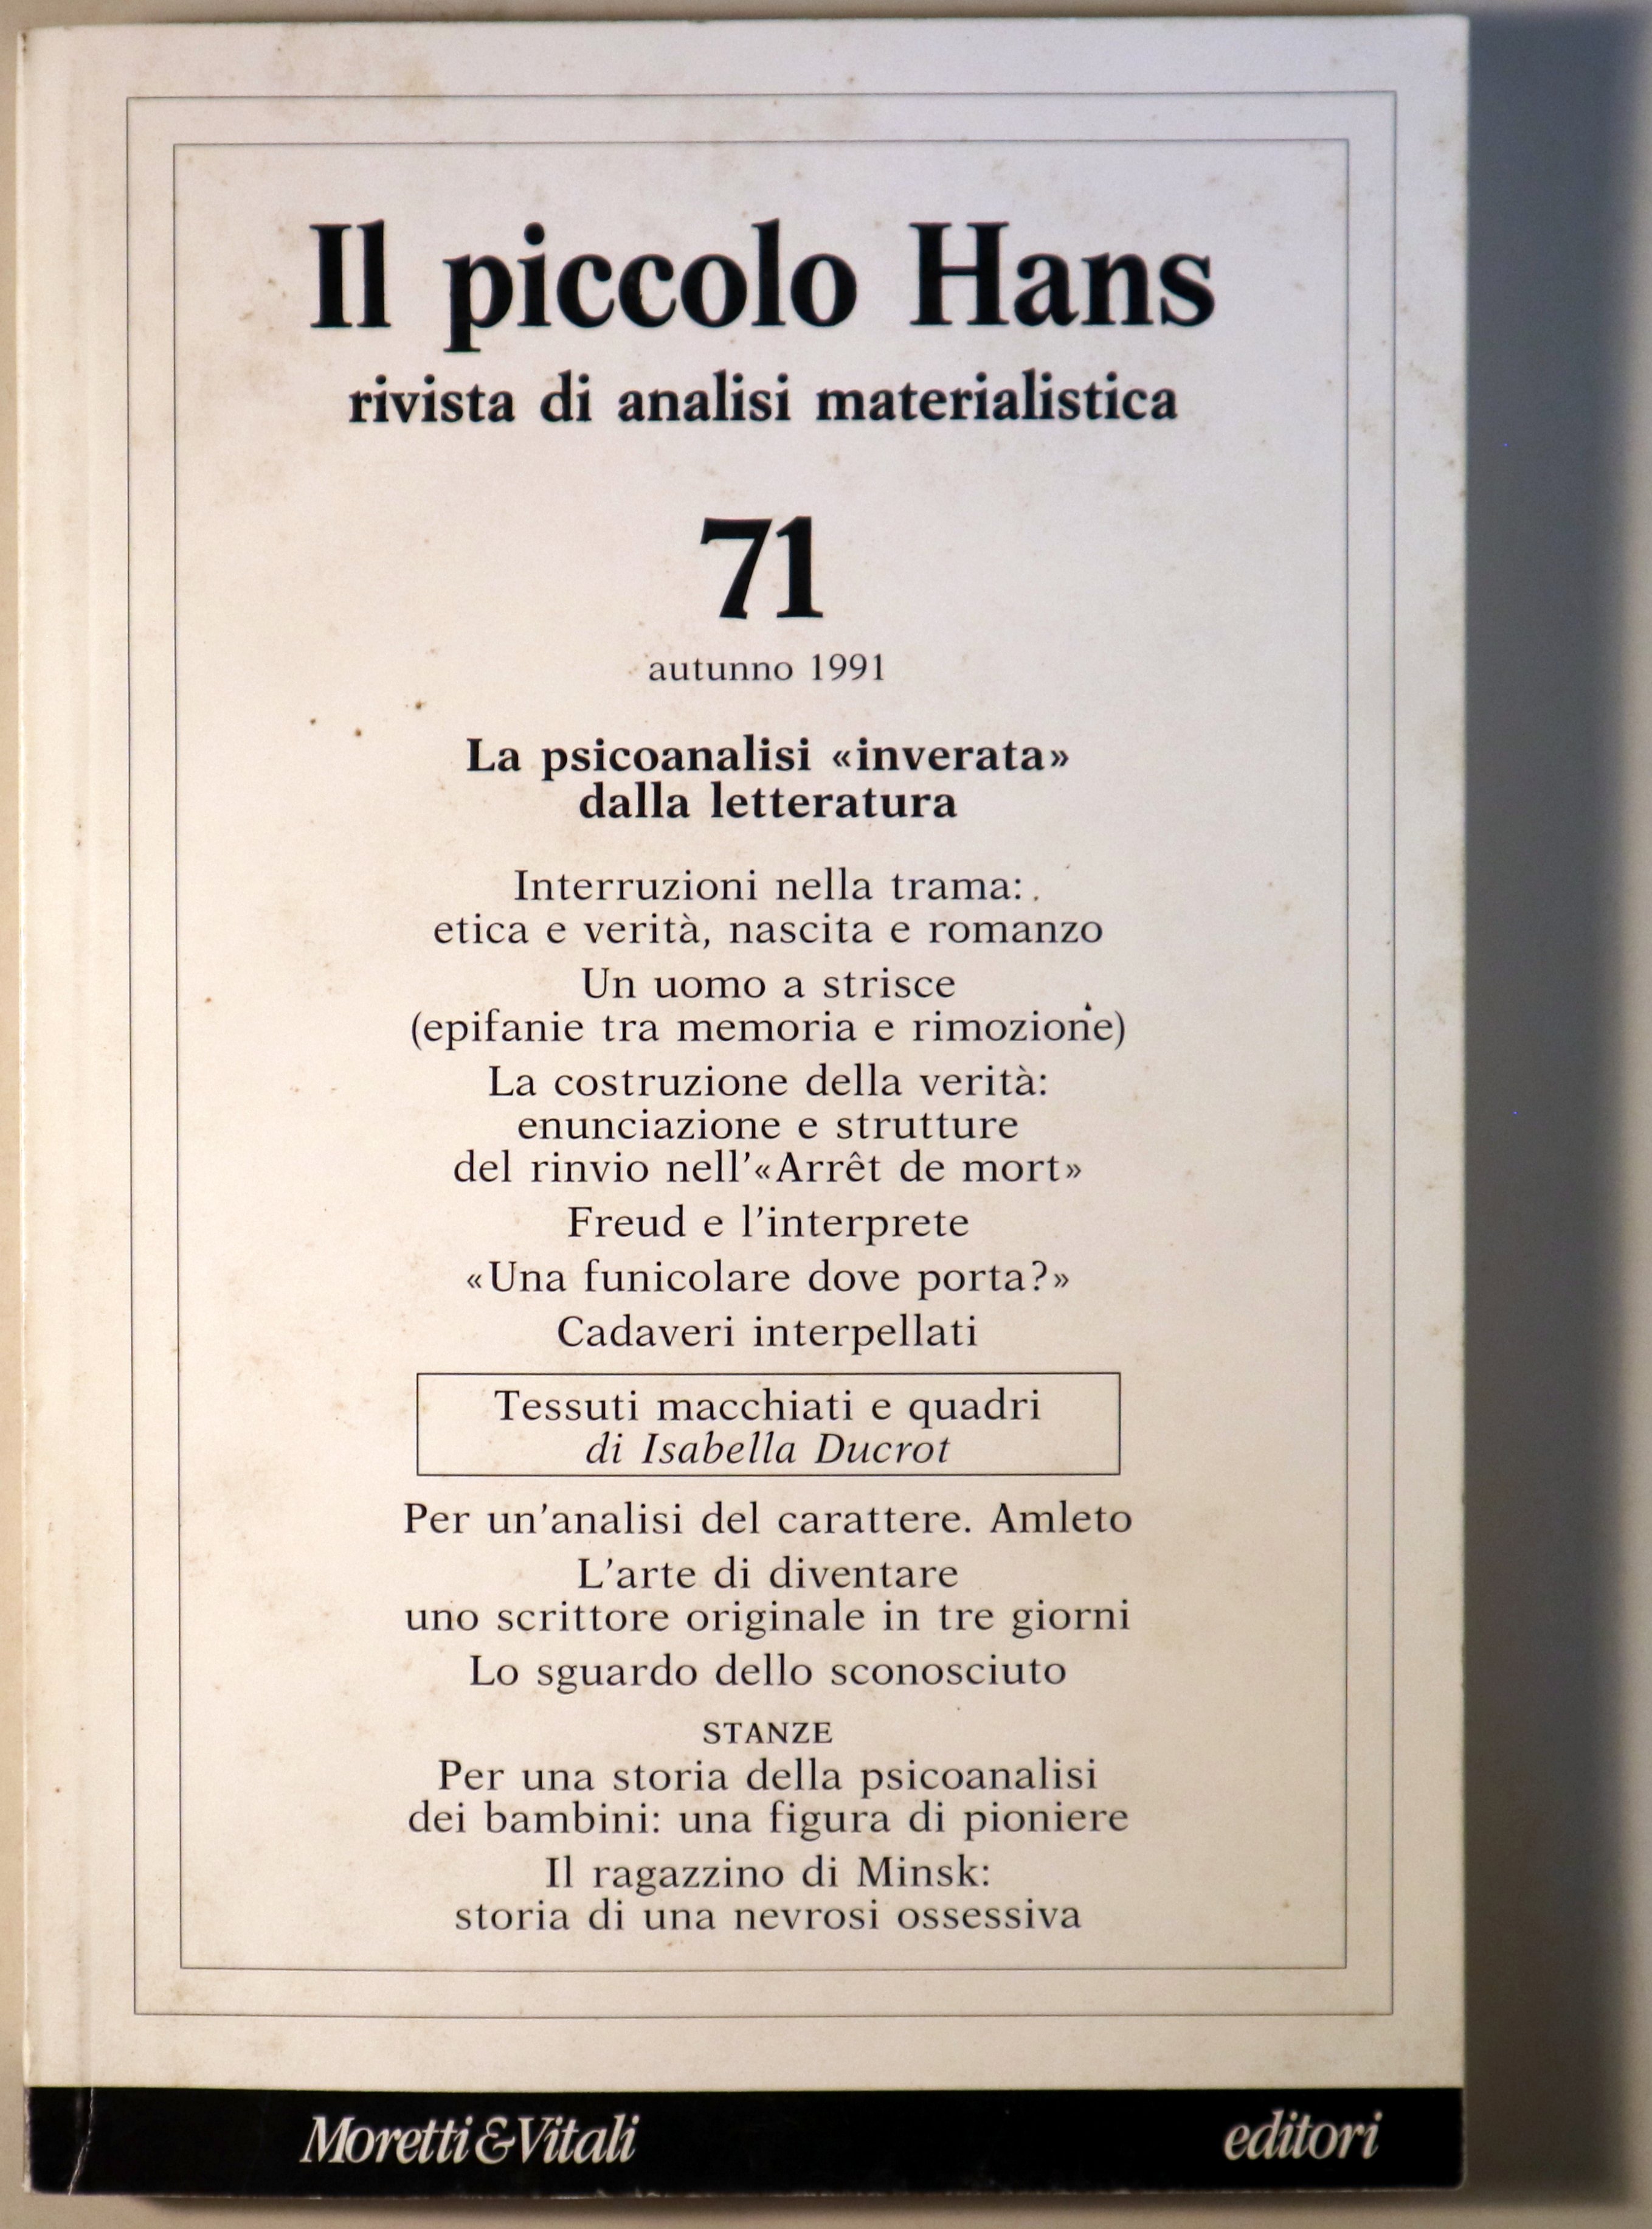 Il piccolo Hans
rivista di analisi materialistica
71
autunno 1991
La psicoanalisi «inverata»
dalla letteratura
Interruzioni nella trama:
etica e verità, nascita e romanzo
Un uomo a strisce
(epifanie tra memoria e rimozione)
La costruzione della verità:
enunciazione e strutture
del rinvio nell'«Arrêt de mort»
Freud e l'interprete
«Una funicolare dove porta?»
Cadaveri interpellati
Tessuti macchiati e quadri
di Isabella Ducrot
Per un'analisi del carattere. Amleto
L'arte di diventare
uno scrittore originale in tre giorni
Lo sguardo dello sconosciuto
STANZE
Per una storia della psicoanalisi
dei bambini: una figura di pioniere
Il ragazzino di Minsk:
storia di una nevrosi ossessiva
Moretti&Vitali editori